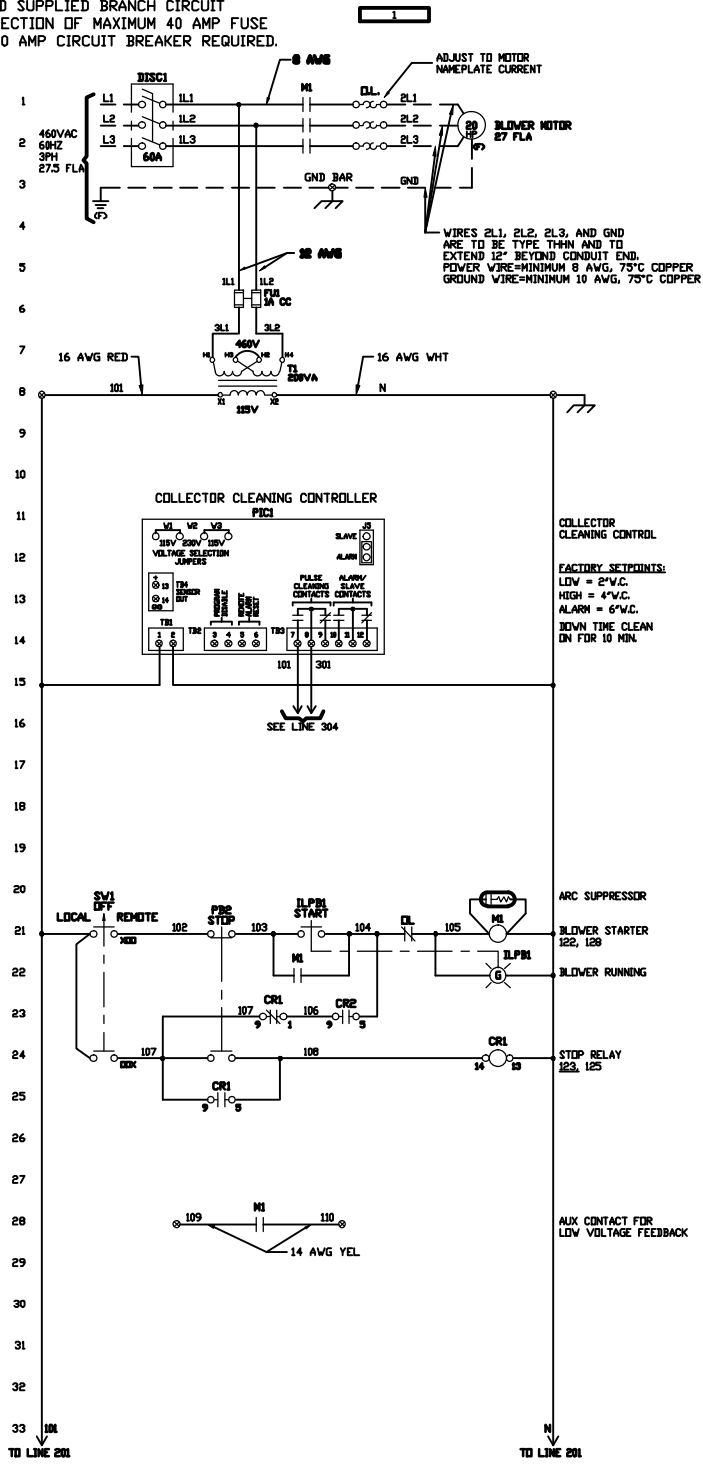 D SUPPLIED BRANCH CIRCUIT
ECTION OF MAXIMUM 40 AMP FUSE
0 AMP CIRCUIT BREAKER REQUIRED.
1
8 AWG
ADJUST TO MOTOR
NAMEPLATE CURRENT
DISC1
M1
O.L.
1
L1
1L1
2L1
L2
1L2
2L2
20
HP
BLOWER MOTOR
27 FLA
460VAC
60HZ
3PH
27.5 FLA
2
L3
1L3
2L3
60A
(F)
3
GND BAR
GND
(F)
4
WIRES 2L1, 2L2, 2L3, AND GND
ARE TO BE TYPE THHN AND TO
EXTEND 12" BEYOND CONDUIT END.
POWER WIRE=MINIMUM 8 AWG, 75°C COPPER
GROUND WIRE=MINIMUM 10 AWG, 75°C COPPER
12 AWG
5
1L1
1L2
FU1
1A CC
6
3L1
3L2
460V
7
H1
H3
H2
H4
16 AWG RED
16 AWG WHT
T1
200VA
8
101
N
X1
X2
115V
9
10
COLLECTOR CLEANING CONTROLLER
PIC1
11
W1
W2
W3
J5
SLAVE
COLLECTOR
CLEANING CONTROL
115V
230V
115V
VOLTAGE SELECTION
JUMPERS
ALARM
12
FACTORY SETPOINTS:
LOW = 2"W.C.
HIGH = 4"W.C.
ALARM = 6"W.C.
DOWN TIME CLEAN
ON FOR 10 MIN.
+
13
14
GND
TB4
SENSOR
OUT
PROGRAM
DISABLE
REMOTE
ALARM
RESET
PULSE
CLEANING
CONTACTS
ALARM/
SLAVE
CONTACTS
13
TB1
TB2
TB3
14
1 2
3 4 5 6
7 8 9 10 11 12
101
301
15
16
SEE LINE 304
17
18
19
20
SW1
OFF
PB2
STOP
ILPB1
START
ARC SUPPRESSOR
LOCAL
REMOTE
102
103
104
OL
105
M1
21
XOO
BLOWER STARTER
122, 128
ILPB1
22
M1
G
BLOWER RUNNING
23
107
CR1
106
CR2
9
1
9
5
24
107
108
CR1
OOX
14
13
STOP RELAY
123, 125
25
CR1
9
5
26
27
M1
28
109
110
AUX CONTACT FOR
LOW VOLTAGE FEEDBACK
14 AWG YEL
29
30
31
32
33
101
N
TO LINE 201
TO LINE 201